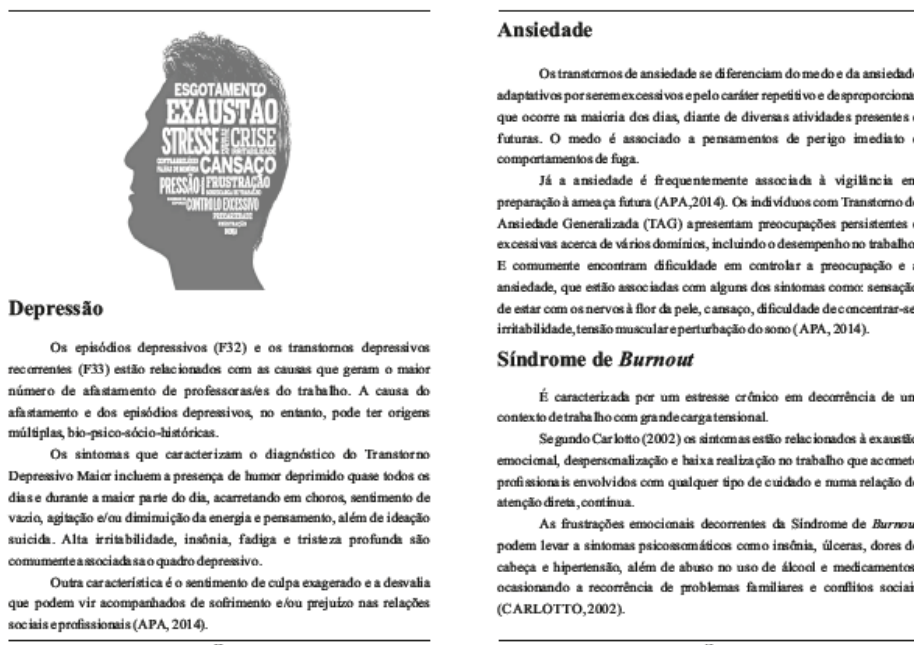 ESGOTAMENTO
EXAUSTÃO
STRESSE
CRISE
CANSAÇO
PRESSÃO
FRUSTRAÇÃO
CONTROLO EXCESSIVO
Depressão
Os episódios depressivos (F32) e os transtornos depressivos
recorrentes (F33) estão relacionados com as causas que geram o maior
número de afastamento de professoras/es do trabalho. A causa do
afastamento e dos episódios depressivos, no entanto, pode ter origens
múltiplas, bio-psico-sócio-históricas.
Os sintomas que caracterizam o diagnóstico do Transtorno
Depressivo Maior incluem a presença de humor deprimido quase todos os
dias e durante a maior parte do dia, acarretando em choros, sentimento de
vazio, agitação e/ou diminuição da energia e pensamento, além de ideação
suicida. Alta irritabilidade, insônia, fadiga e tristeza profunda são
comumente associadas ao quadro depressivo.
Outra característica é o sentimento de culpa exagerado e a desvalia
que podem vir acompanhados de sofrimento e/ou prejuízo nas relações
sociais e profissionais (APA, 2014).
Ansiedade
Os transtornos de ansiedade se diferenciam do medo e da ansiedade
adaptativos por serem excessivos e pelo caráter repetitivo e desproporciona
que ocorre na maioria dos dias, diante de diversas atividades presentes e
futuras. O medo é associado a pensamentos de perigo imediato e
comportamentos de fuga.
Já a ansiedade é frequentemente associada à vigilância em
preparação à ameaça futura (APA,2014). Os indivíduos com Transtorno de
Ansiedade Generalizada (TAG) apresentam preocupações persistentes e
excessivas acerca de vários domínios, incluindo o desempenho no trabalho
E comumente encontram dificuldade em controlar a preocupação e a
ansiedade, que estão associadas com alguns dos sintomas como: sensação
de estar com os nervos à flor da pele, cansaço, dificuldade de concentrar-se
irritabilidade, tensão muscular e perturbação do sono (APA, 2014).
Síndrome de Burnout
É caracterizada por um estresse crônico em decorrência de um
contexto de trabalho com grande carga tensional.
Segundo Carlotto (2002) os sintomas estão relacionados à exaustão
emocional, despersonalização e baixa realização no trabalho que acomete
profissionais envolvidos com qualquer tipo de cuidado e numa relação de
atenção direta, contínua.
As frustrações emocionais decorrentes da Síndrome de Burnout
podem levar a sintomas psicossomáticos como insônia, úlceras, dores de
cabeça e hipertensão, além de abuso no uso de álcool e medicamentos
ocasionando a recorrência de problemas familiares e conflitos sociais
(CARLOTTO, 2002).